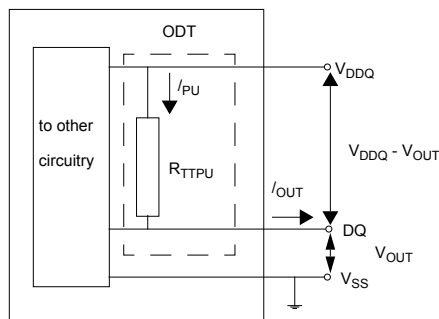 ODT
V_DDQ
I_PU
to other
circuitry
V_DDQ - V_OUT
R_TTPU
I_OUT
DQ
V_OUT
V_SS